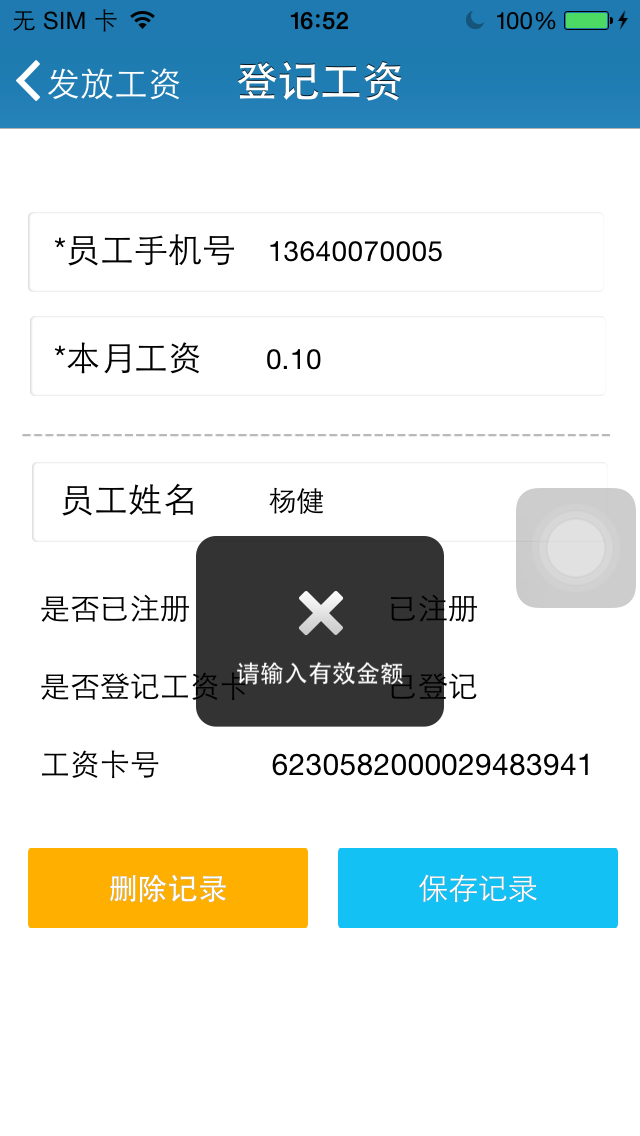 无 SIM 卡 16:52 100%
发放工资 登记工资
*员工手机号 13640070005
*本月工资 0.10
员工姓名 杨健
是否已注册 已注册
请输入有效金额
是否登记工资卡 已登记
工资卡号 6230582000029483941
删除记录 保存记录